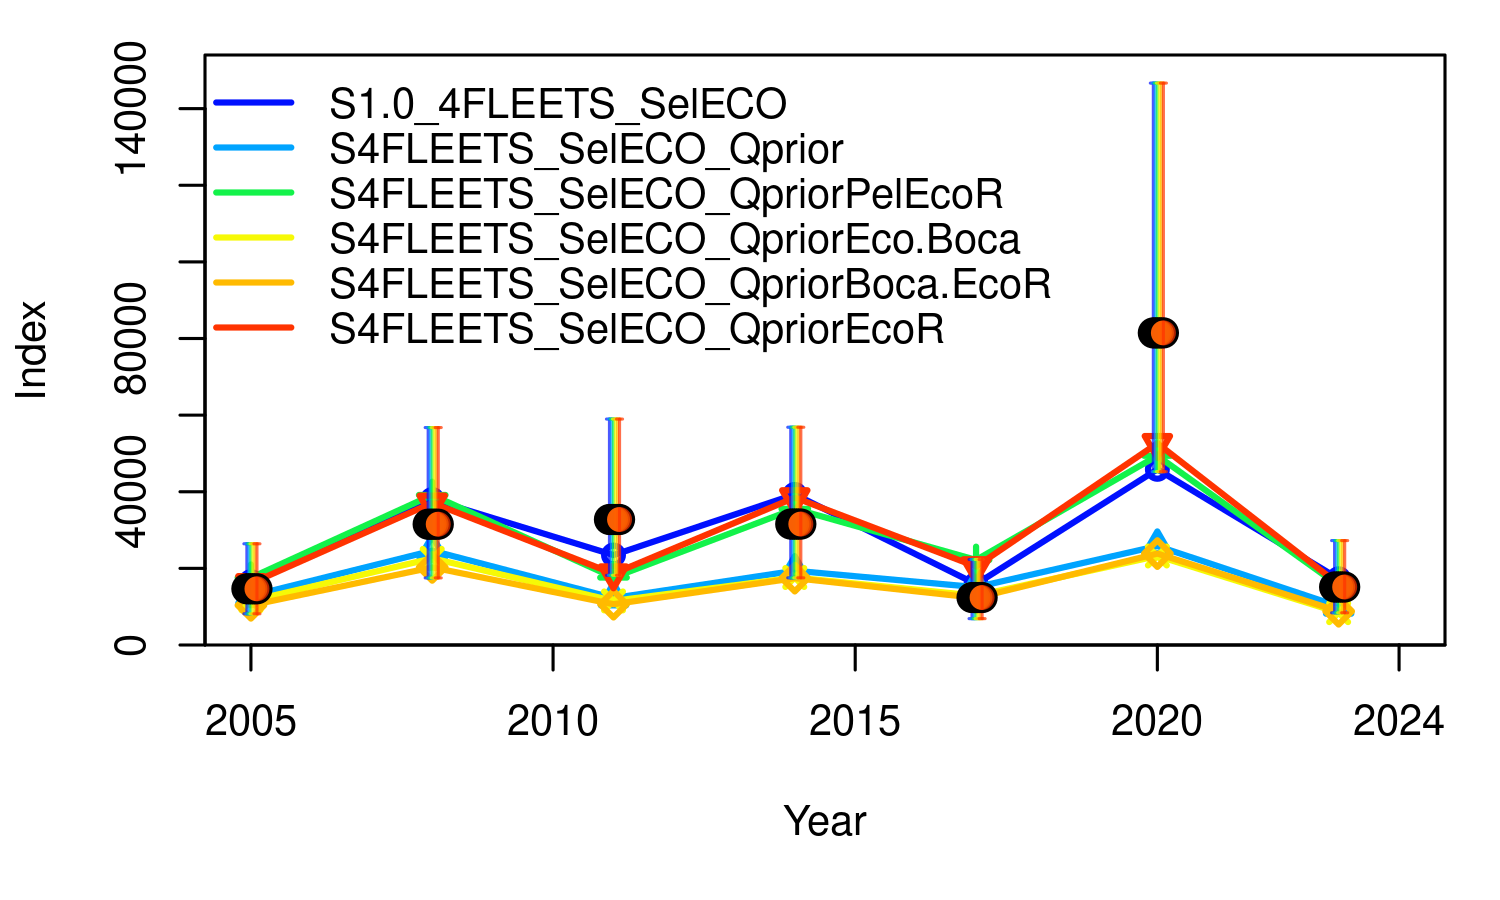 S1.0_4FLEETS_SelECO
S4FLEETS_SelECO_Qprior
S4FLEETS_SelECO_QpriorPelEcoR
S4FLEETS_SelECO_QpriorEco.Boca
S4FLEETS_SelECO_QpriorBoca.EcoR
S4FLEETS_SelECO_QpriorEcoR
Index
140000
80000
40000
0
2005 2010 2015 2020 2024
Year